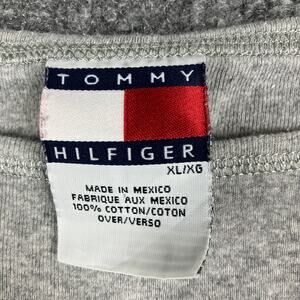 TOMMY
HILFIGER
XL/XG
MADE IN MEXICO
FABRIQUE AUX MEXICO
100% COTTON/COTON
OVER/VERSO